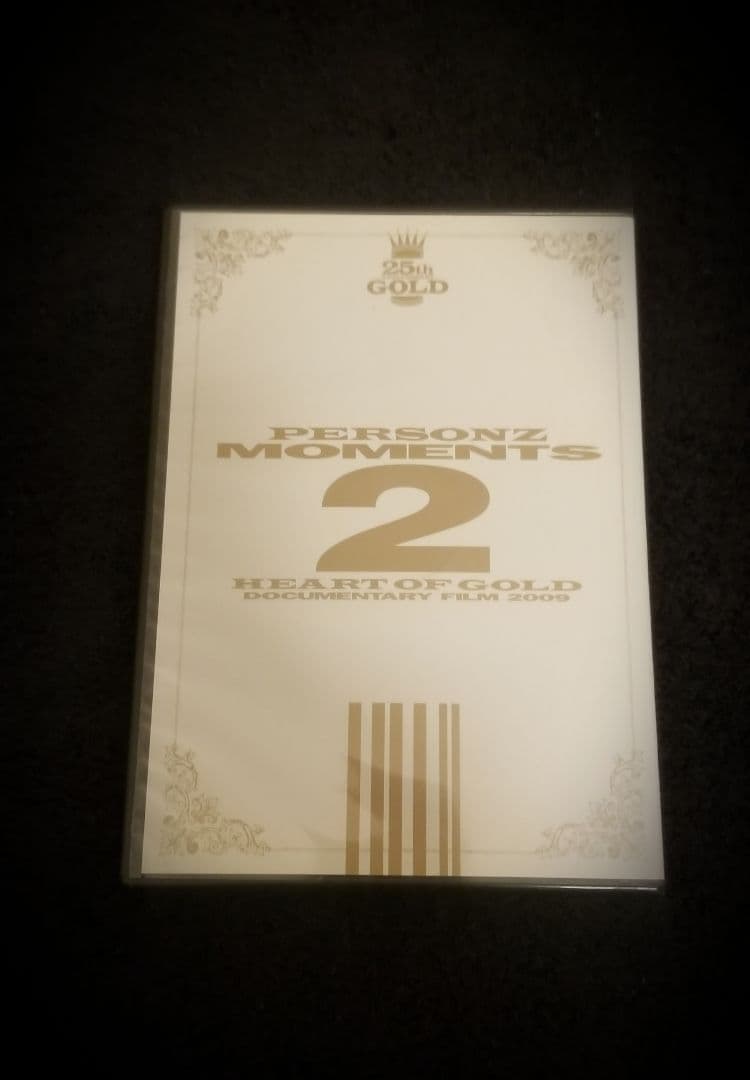 25th
GOLD
PERSONZ
MOMENTS
2
HEART OF GOLD
DOCUMENTARY FILM 2009